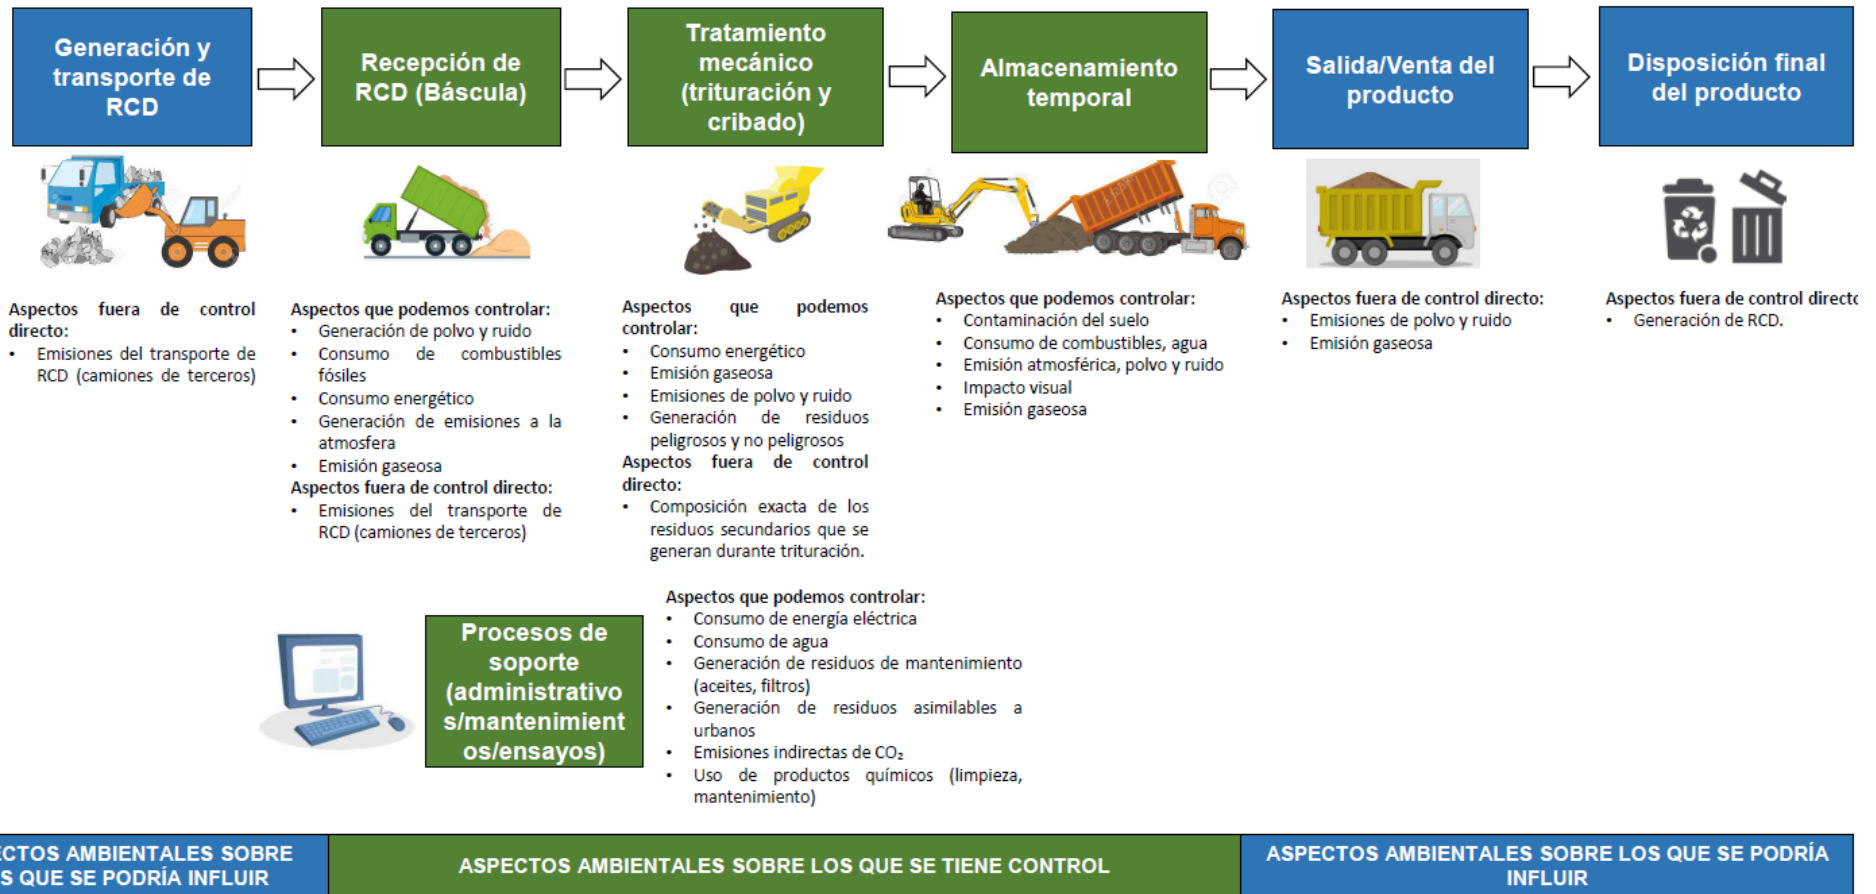 Generación y
transporte de
RCD
Recepción de
RCD (Báscula)
Tratamiento
mecánico
(trituración y
cribado)
Almacenamiento
temporal
Salida/Venta del
producto
Disposición final
del producto
Aspectos fuera de control
directo:
• Emisiones del transporte de
RCD (camiones de terceros)
Aspectos que podemos controlar:
• Generación de polvo y ruido
• Consumo de combustibles
fósiles
• Consumo energético
• Generación de emisiones a la
atmosfera
• Emisión gaseosa
Aspectos fuera de control directo:
• Emisiones del transporte de
RCD (camiones de terceros)
Aspectos que podemos
controlar:
• Consumo energético
• Emisión gaseosa
• Emisiones de polvo y ruido
• Generación de residuos
peligrosos y no peligrosos
Aspectos fuera de control
directo:
• Composición exacta de los
residuos secundarios que se
generan durante trituración.
Aspectos que podemos controlar:
• Contaminación del suelo
• Consumo de combustibles, agua
• Emisión atmosférica, polvo y ruido
• Impacto visual
• Emisión gaseosa
Aspectos fuera de control directo:
• Emisiones de polvo y ruido
• Emisión gaseosa
Aspectos fuera de control directo
• Generación de RCD.
Procesos de
soporte
(administrativo
s/mantenimient
os/ensayos)
Aspectos que podemos controlar:
• Consumo de energía eléctrica
• Consumo de agua
• Generación de residuos de mantenimiento
(aceites, filtros)
• Generación de residuos asimilables a
urbanos
• Emisiones indirectas de CO₂
• Uso de productos químicos (limpieza,
mantenimiento)
ECTOS AMBIENTALES SOBRE
S QUE SE PODRÍA INFLUIR
ASPECTOS AMBIENTALES SOBRE LOS QUE SE TIENE CONTROL
ASPECTOS AMBIENTALES SOBRE LOS QUE SE PODRÍA
INFLUIR